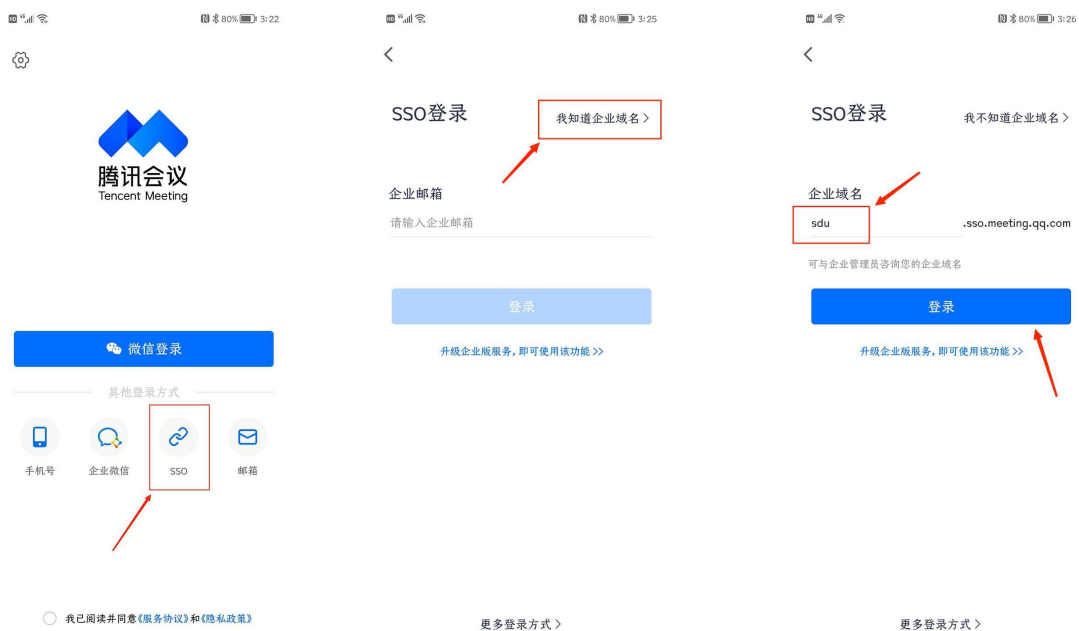 HD 80% 3:22
腾讯会议
Tencent Meeting
微信登录
其他登录方式
手机号 企业微信 SSO 邮箱
我已阅读并同意《服务协议》和《隐私政策》
HD 80% 3:25
SSO登录
我知道企业域名
企业邮箱
请输入企业邮箱
登录
升级企业版服务，即可使用该功能 >>
更多登录方式
HD 80% 3:26
SSO登录
我不知道企业域名
企业域名
sdu .sso.meeting.qq.com
可与企业管理员咨询您的企业域名
登录
升级企业版服务，即可使用该功能 >>
更多登录方式